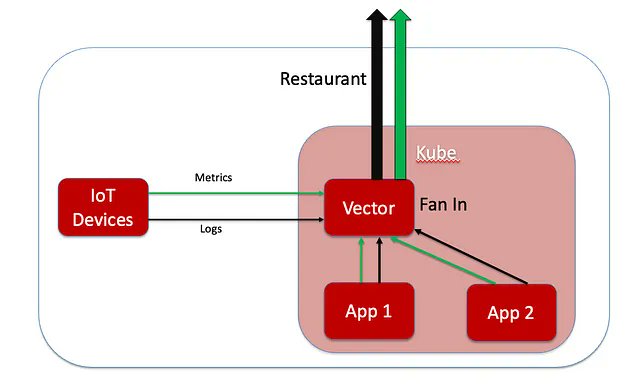 Restaurant
Kube
Metrics
IoT
Devices
Vector
Fan In
Logs
App 1
App 2